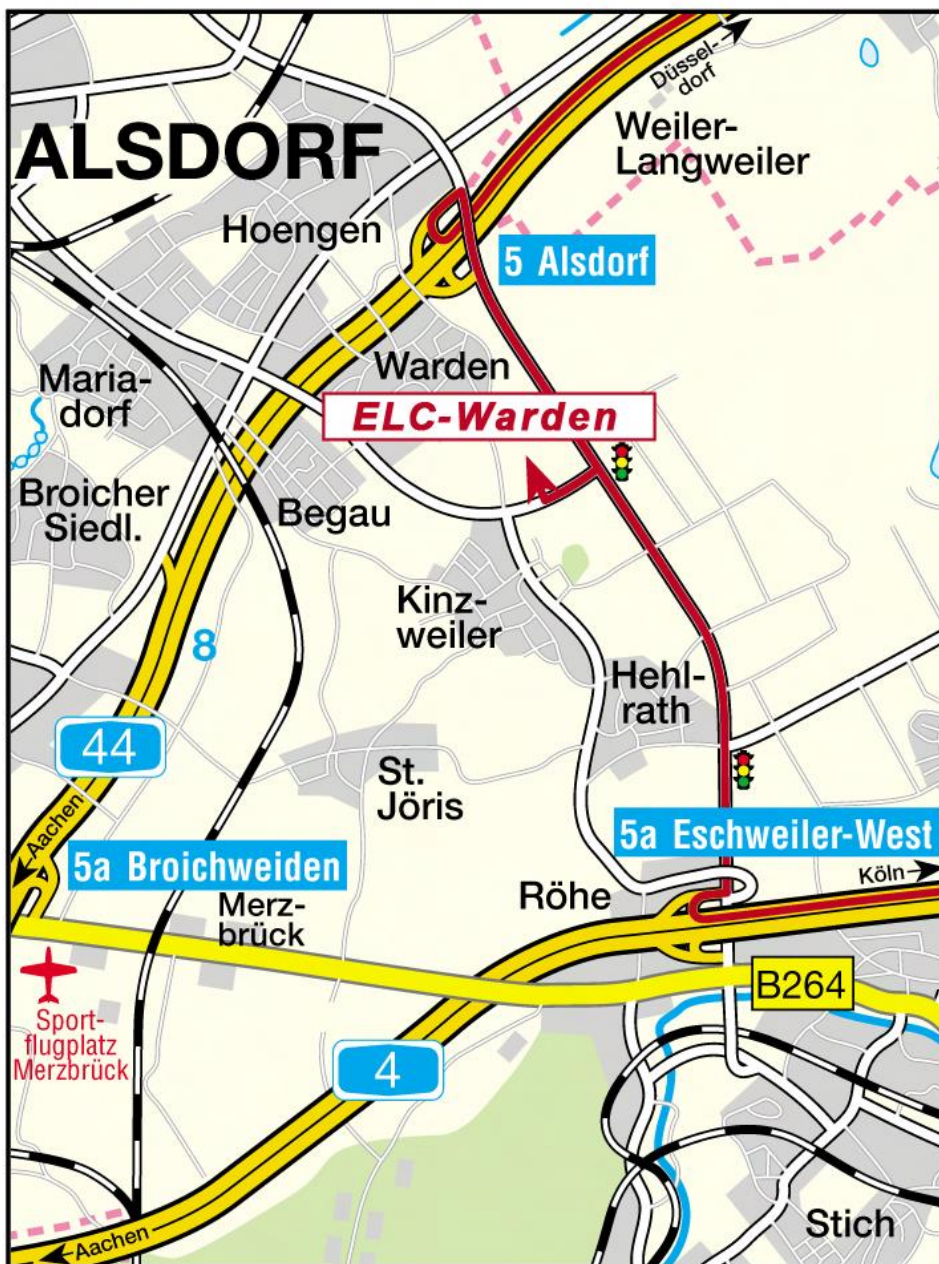 Düssel-
dorf
Weiler-
Langweiler
ALSDORF
Hoengen
5 Alsdorf
Warden
Maria-
dorf
ELC-Warden
Broicher
Siedl.
Begau
Kinz-
weiler
8
Hehl-
rath
44
St.
Jöris
Aachen
5a Broichweiden
5a Eschweiler-West
Köln
Röhe
Merz-
brück
B264
Sport-
flugplatz
Merzbrück
4
Stich
Aachen